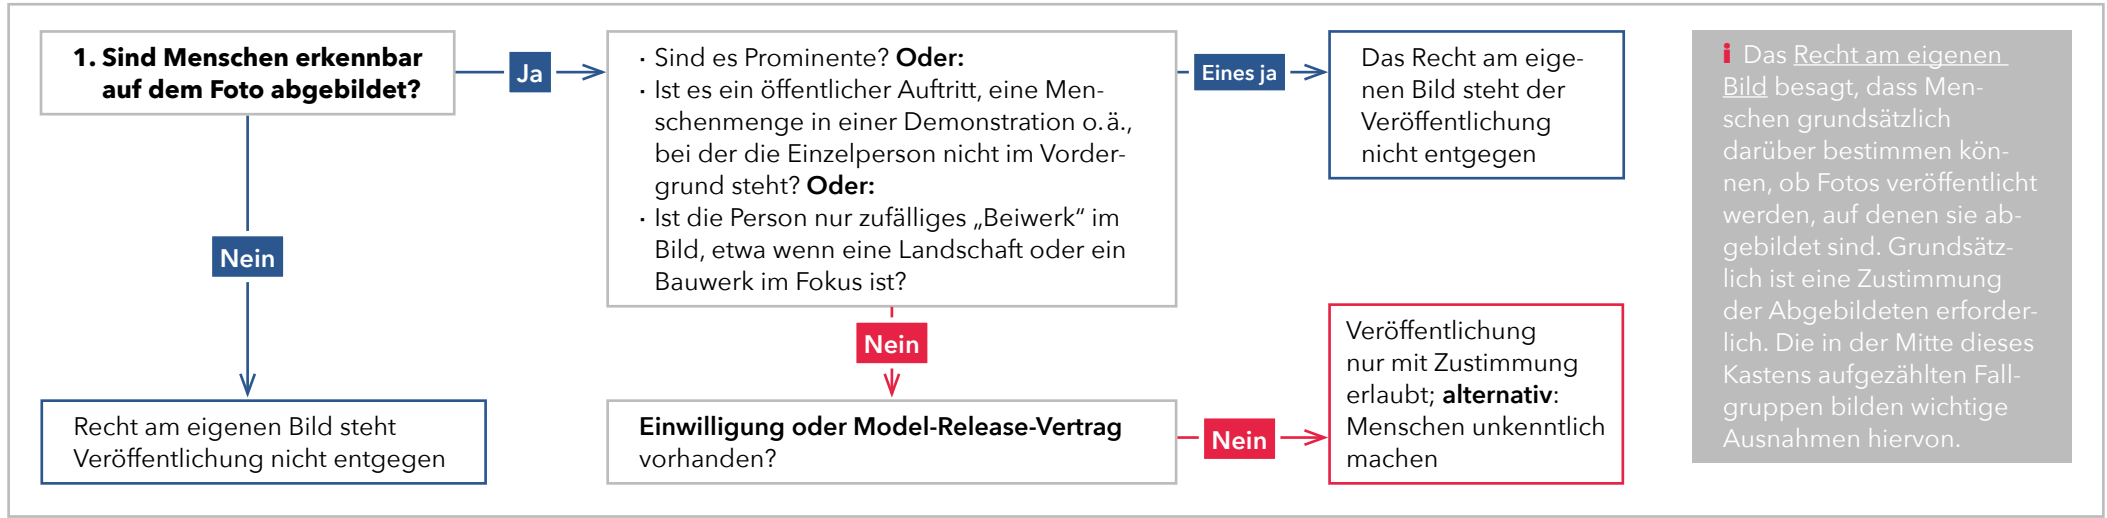 1. Sind Menschen erkennbar
auf dem Foto abgebildet?
Ja
· Sind es Prominente? Oder:
· Ist es ein öffentlicher Auftritt, eine Men-
schenmenge in einer Demonstration o. ä.,
bei der die Einzelperson nicht im Vorder-
grund steht? Oder:
· Ist die Person nur zufälliges „Beiwerk“ im
Bild, etwa wenn eine Landschaft oder ein
Bauwerk im Fokus ist?
Eines ja
Das Recht am eige-
nen Bild steht der
Veröffentlichung
nicht entgegen
Nein
Recht am eigenen Bild steht
Veröffentlichung nicht entgegen
Nein
Einwilligung oder Model-Release-Vertrag
vorhanden?
Nein
Veröffentlichung
nur mit Zustimmung
erlaubt; alternativ:
Menschen unkenntlich
machen
i Das Recht am eigenen
Bild besagt, dass Men-
schen grundsätzlich
darüber bestimmen kön-
nen, ob Fotos veröffentlicht
werden, auf denen sie ab-
gebildet sind. Grundsätz-
lich ist eine Zustimmung
der Abgebildeten erforder-
lich. Die in der Mitte dieses
Kastens aufgezählten Fall-
gruppen bilden wichtige
Ausnahmen hiervon.